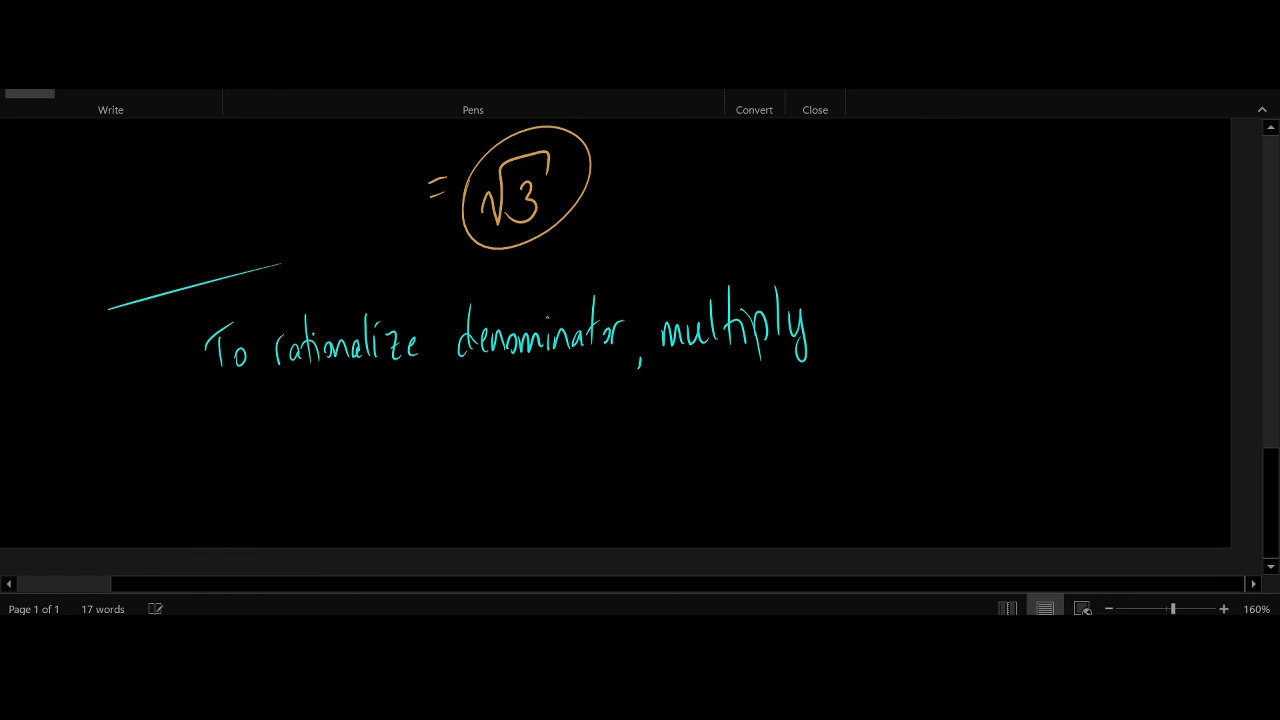 Write Pens Convert Close
= √3
To rationalize denominator, multiply
Page 1 of 1 17 words 160%